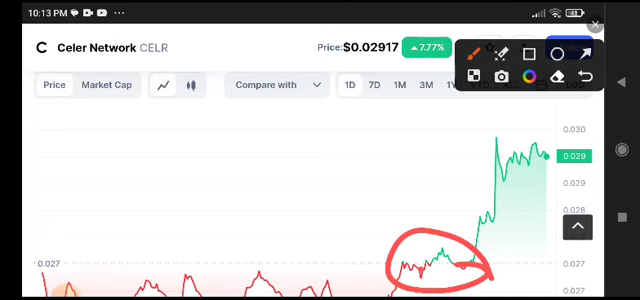 10:13 PM
Celer Network CELR
Price:$0.02917
7.77%
Price
Market Cap
Compare with
1D 7D 1M 3M 1Y
0.030
0.029
0.029
0.028
0.027
0.027
0.027